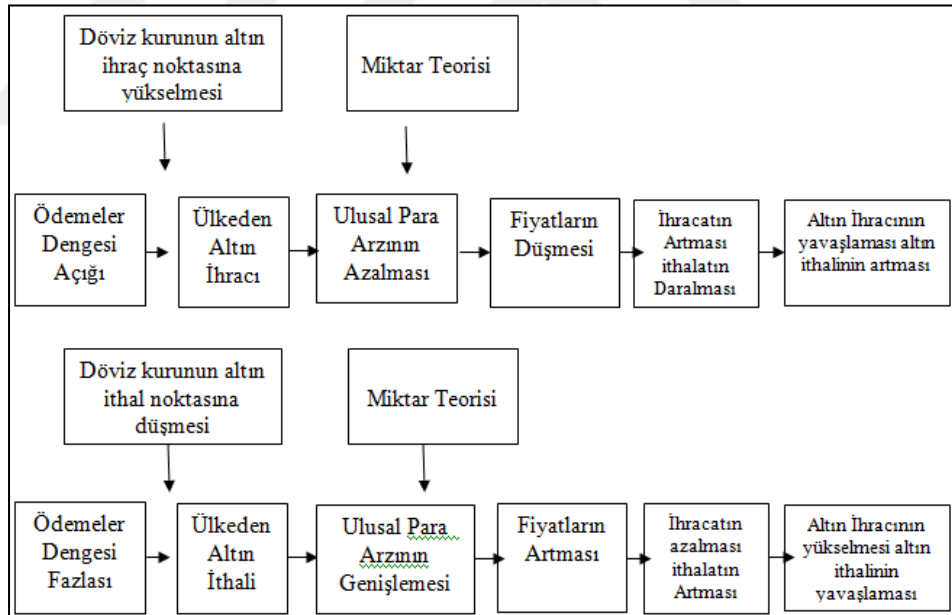 Döviz kurunun altın
ihraç noktasına
yükselmesi
Miktar Teorisi
Ödemeler
Dengesi
Açığı
Ülkeden
Altın
İhracı
Ulusal Para
Arzının
Azalması
Fiyatların
Düşmesi
İhracatın
Artması
ithalatın
Daralması
Altın İhracının
yavaşlaması altın
ithalinin artması
Döviz kurunun altın
ithal noktasına
düşmesi
Miktar Teorisi
Ödemeler
Dengesi
Fazlası
Ülkeden
Altın
İthali
Ulusal Para
Arzının
Genişlemesi
Fiyatların
Artması
İhracatın
azalması
ithalatın
Artması
Altın İhracının
yükselmesi altın
ithalinin
yavaşlaması